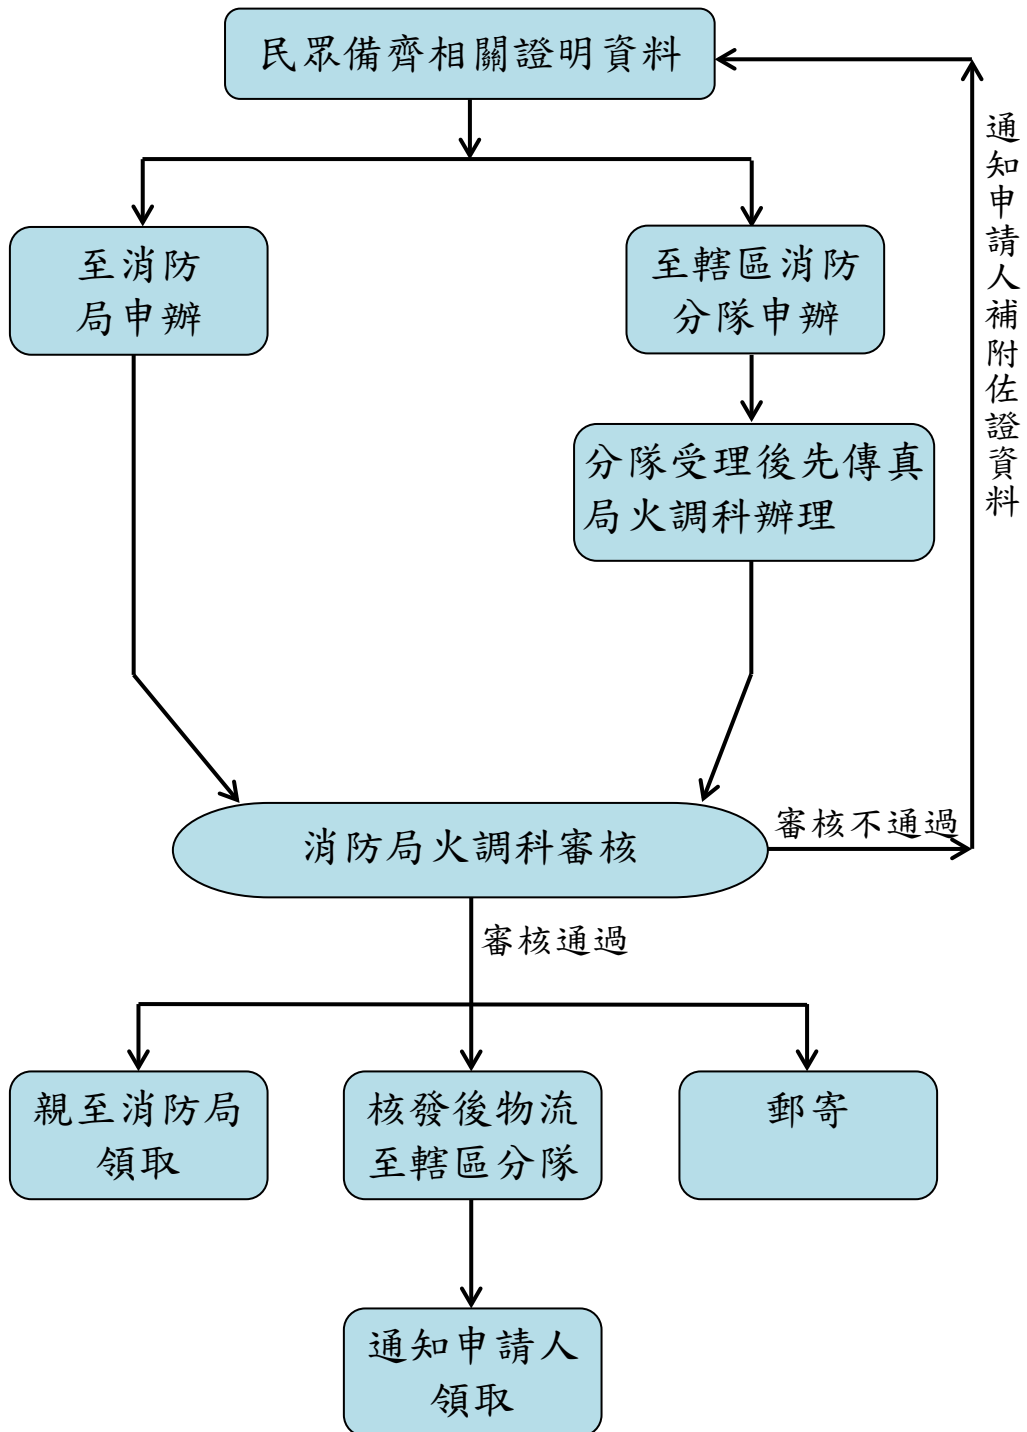 民眾備齊相關證明資料
通知申請人補附佐證資料
至消防
局申辦
至轄區消防
分隊申辦
分隊受理後先傳真
局火調科辦理
消防局火調科審核
審核不通過
審核通過
親至消防局
領取
核發後物流
至轄區分隊
郵寄
通知申請人
領取